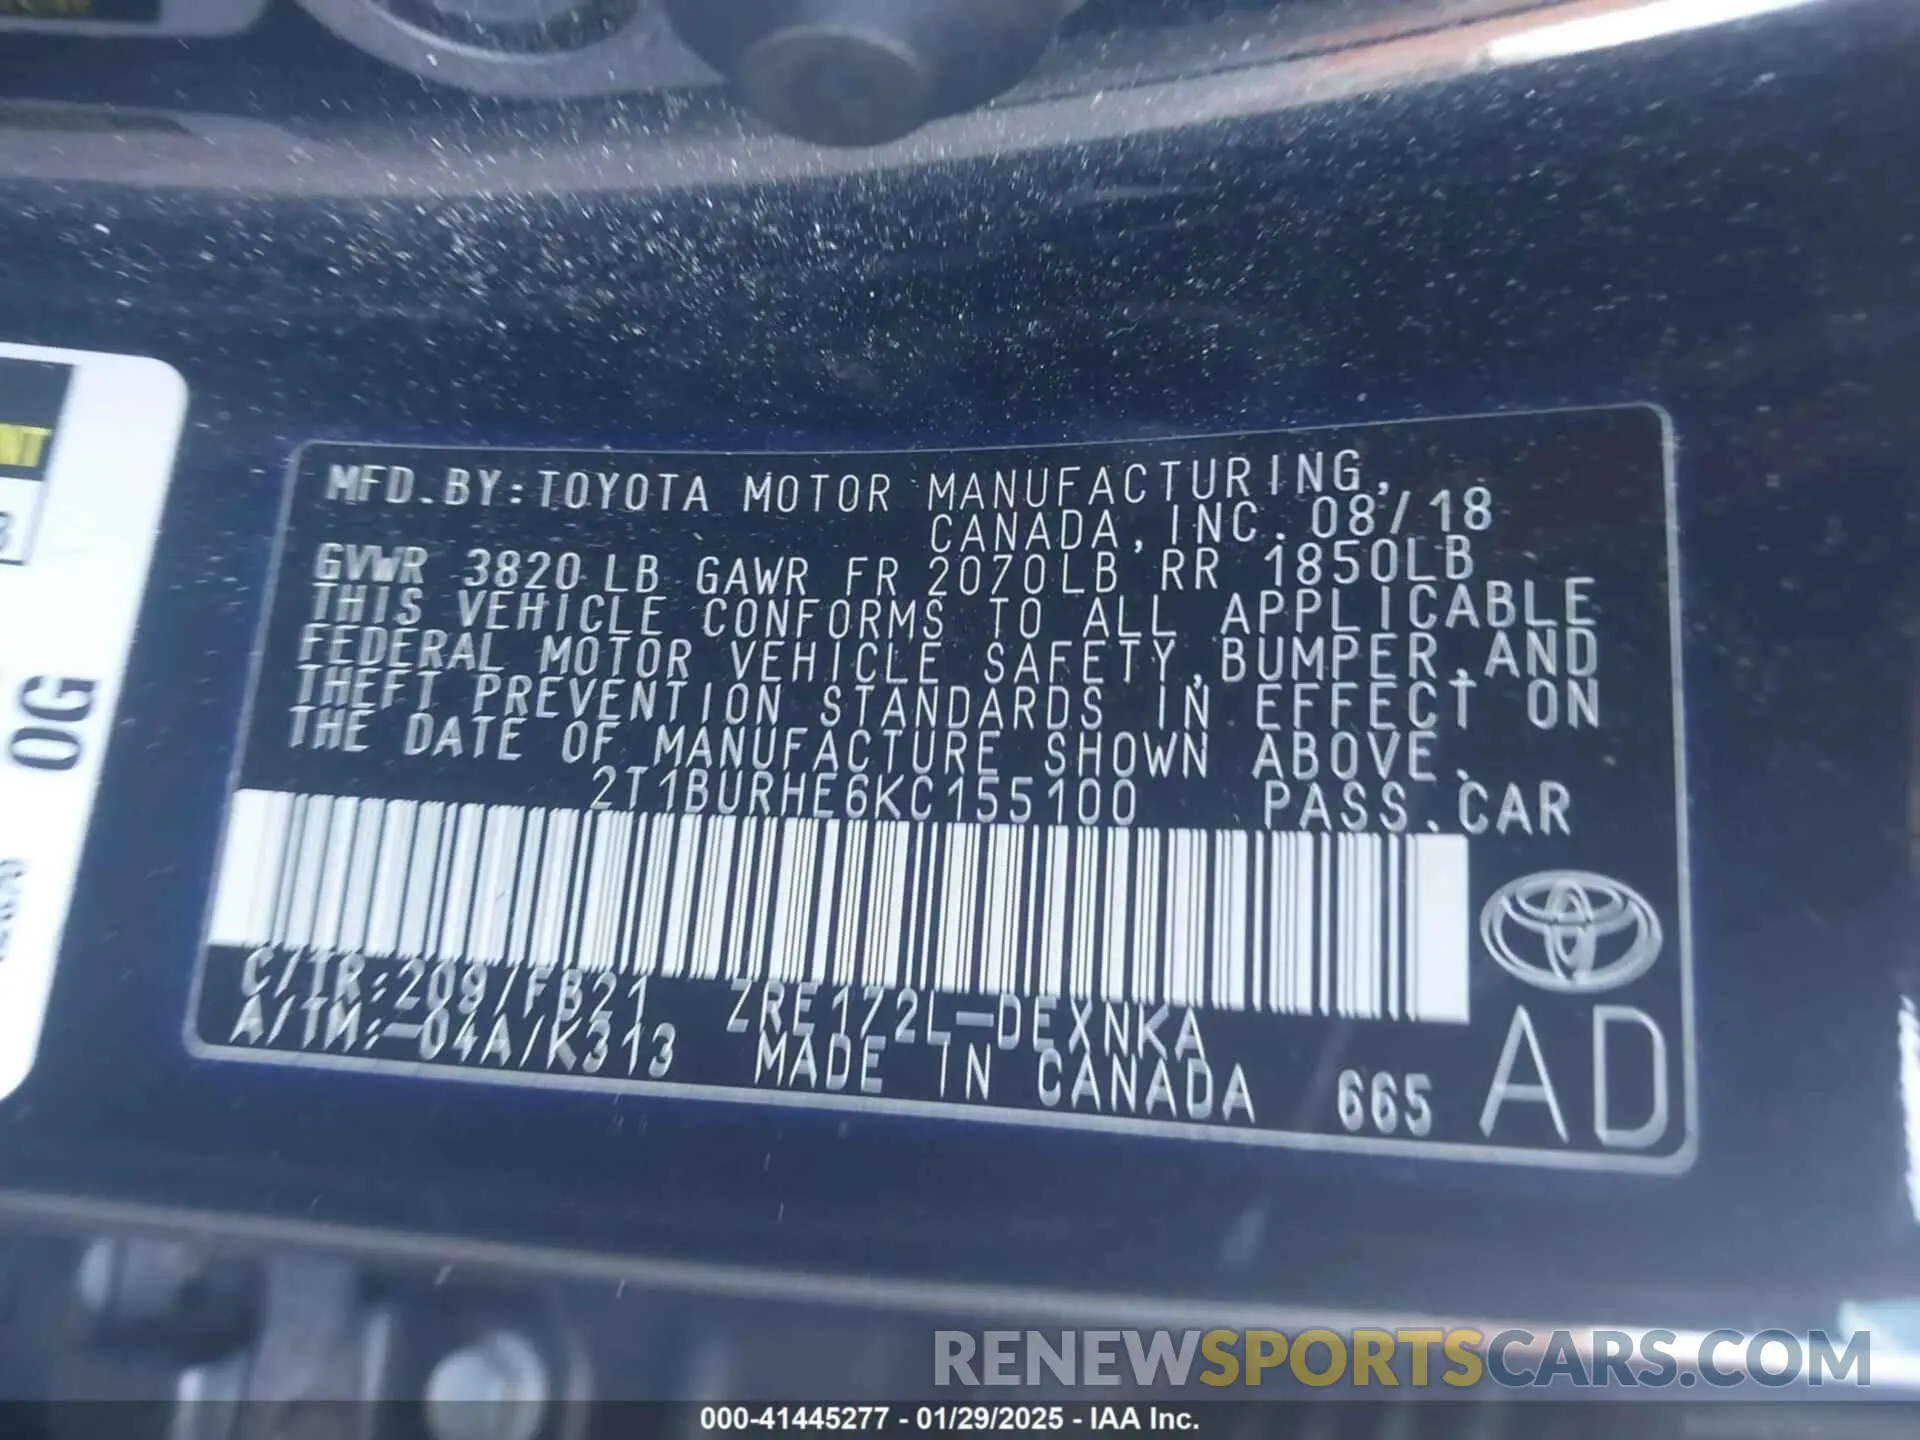 MFD.BY:TOYOTA MOTOR MANUFACTURING,
CANADA, INC. 08/18
GVWR 3820 LB GAWR FR 2070LB RR 1850LB
THIS VEHICLE CONFORMS TO ALL APPLICABLE
FEDERAL MOTOR VEHICLE SAFETY,BUMPER,AND
THEFT PREVENTION STANDARDS IN EFFECT ON
THE DATE OF MANUFACTURE SHOWN ABOVE.
2T1BURHE6KC155100 PASS.CAR
C/TR:209/FB21 ZRE172L-DEXNKA
A/TM:-04A/K313 MADE IN CANADA 665 AD
0G
RENEWSPORTSCARS.COM
000-41445277 - 01/29/2025 - IAA Inc.